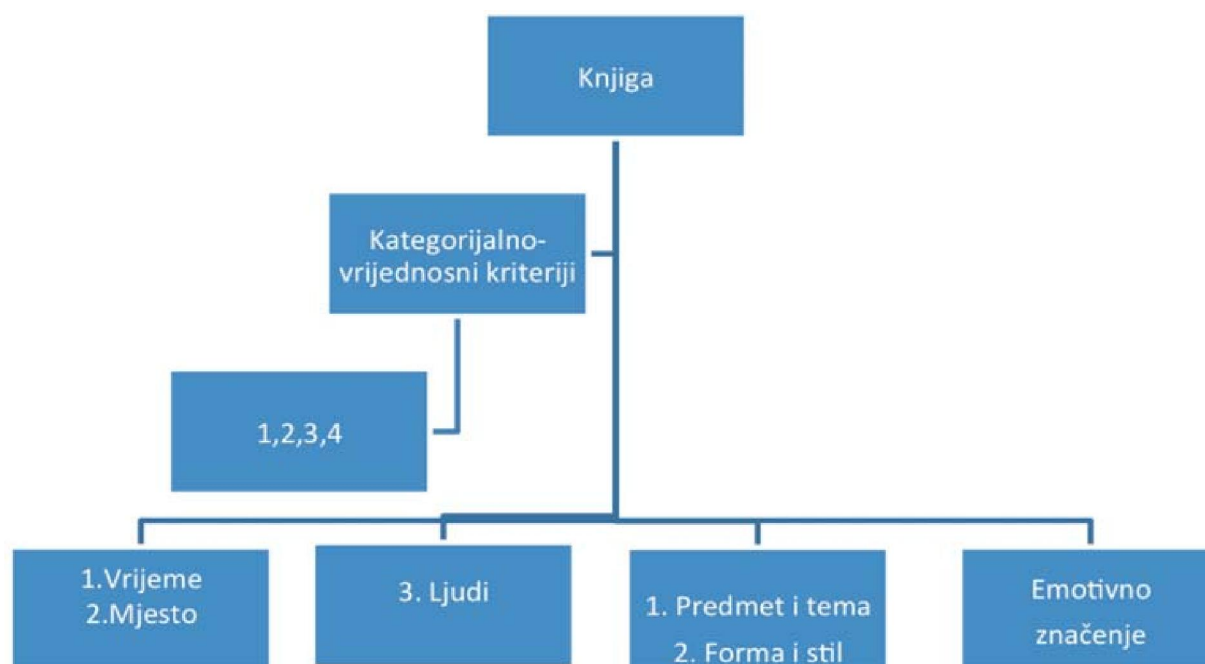 Knjiga
Kategorijalno-
vrijednosni kriteriji
1,2,3,4
1.Vrijeme
2.Mjesto
3. Ljudi
1. Predmet i tema
2. Forma i stil
Emotivno
značenje